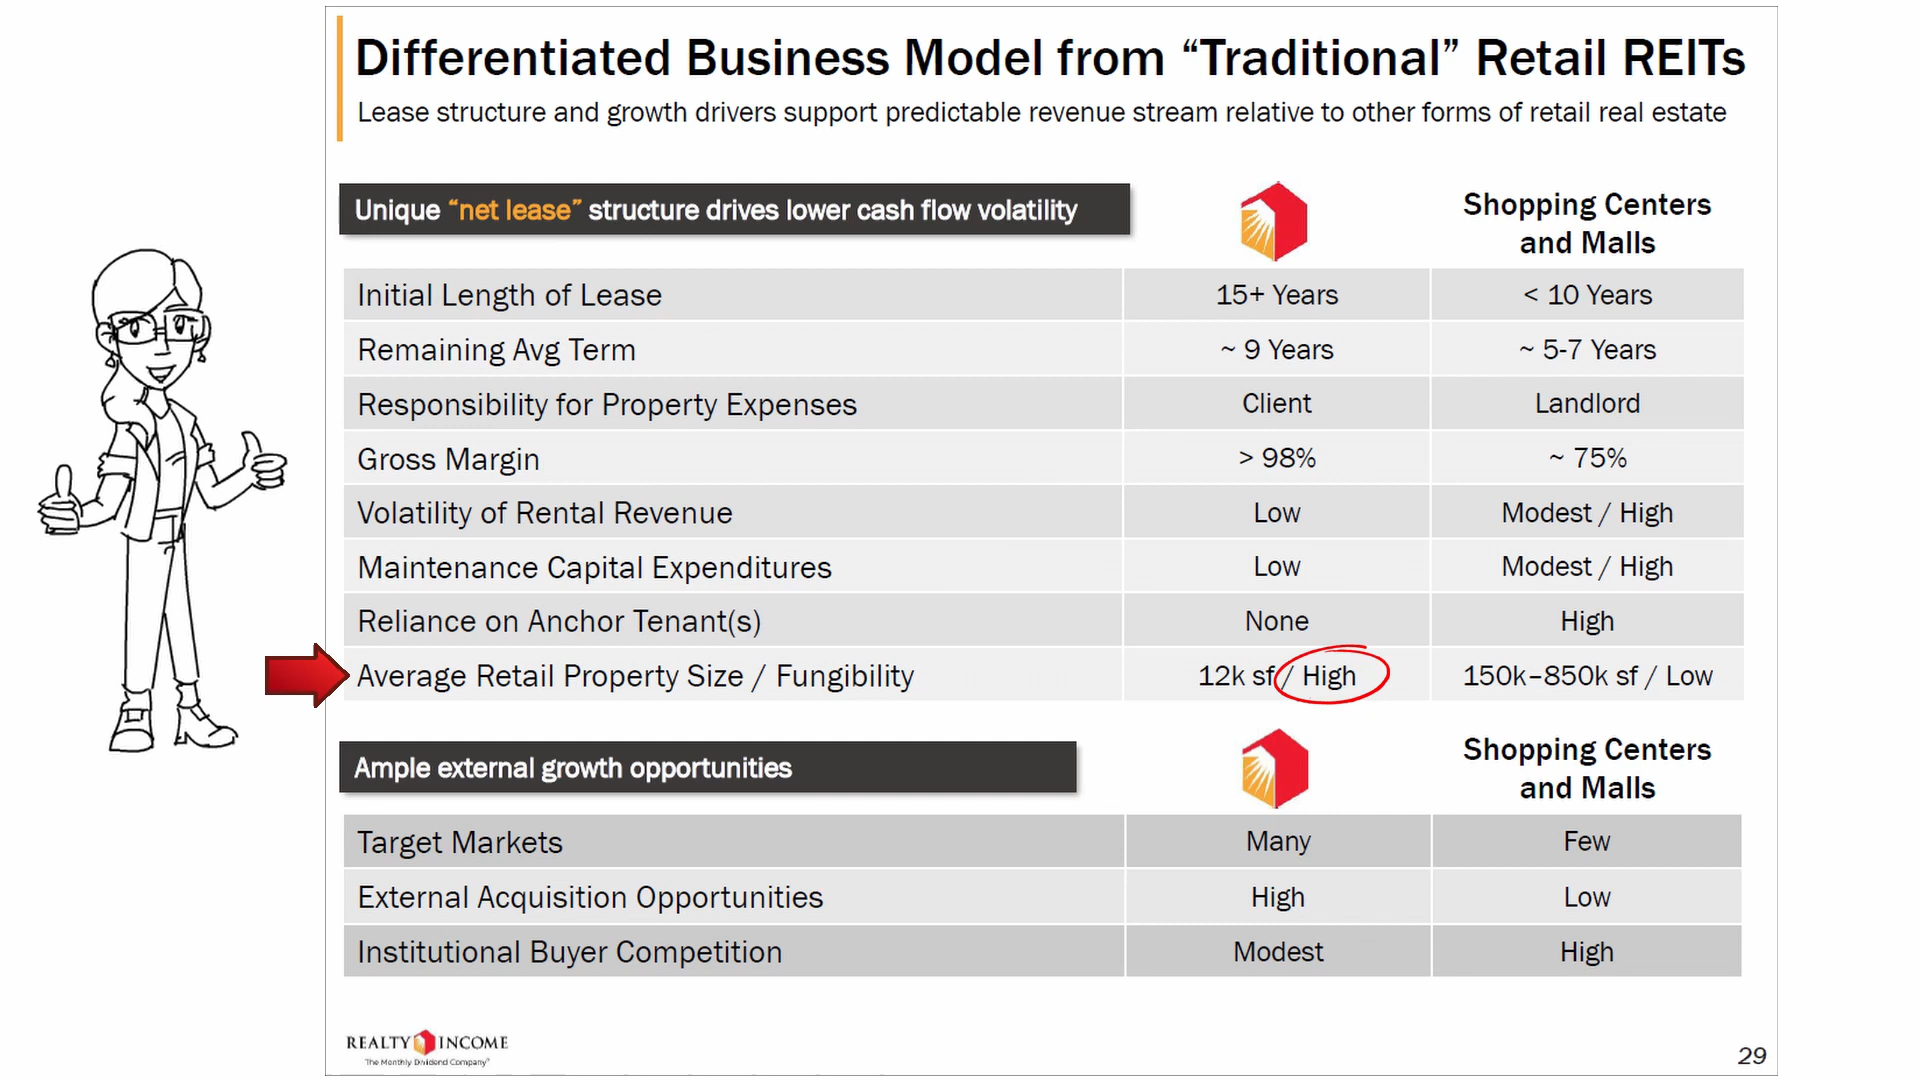 Differentiated Business Model from “Traditional” Retail REITs
Lease structure and growth drivers support predictable revenue stream relative to other forms of retail real estate
Unique “net lease” structure drives lower cash flow volatility
Shopping Centers
and Malls
Initial Length of Lease 15+ Years < 10 Years
Remaining Avg Term ~ 9 Years ~ 5-7 Years
Responsibility for Property Expenses Client Landlord
Gross Margin > 98% ~ 75%
Volatility of Rental Revenue Low Modest / High
Maintenance Capital Expenditures Low Modest / High
Reliance on Anchor Tenant(s) None High
Average Retail Property Size / Fungibility 12k sf / High 150k–850k sf / Low
Ample external growth opportunities
Shopping Centers
and Malls
Target Markets Many Few
External Acquisition Opportunities High Low
Institutional Buyer Competition Modest High
REALTY INCOME
The Monthly Dividend Company®
29